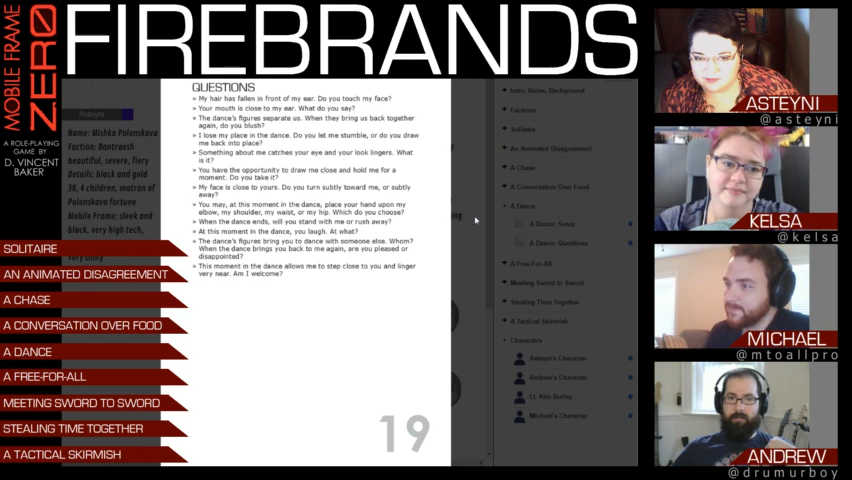 MOBILE FRAME
ZERO
FIREBRANDS
A ROLE-PLAYING
GAME BY
D. VINCENT
BAKER
Asteyni
Name: Mishka Polonskava
Faction: Bantraesh
beautiful, severe, fiery
Details: black and gold
38, 4 children, matron of
Polonskava fortune
Mobile Frame: sleek and
black, very high tech,
very shiny
SOLITAIRE
AN ANIMATED DISAGREEMENT
A CHASE
A CONVERSATION OVER FOOD
A DANCE
A FREE-FOR-ALL
MEETING SWORD TO SWORD
STEALING TIME TOGETHER
A TACTICAL SKIRMISH
QUESTIONS
» My hair has fallen in front of my ear. Do you touch my face?
» Your mouth is close to my ear. What do you say?
» The dance's figures separate us. When they bring us back together
again, do you blush?
» I lose my place in the dance. Do you let me stumble, or do you draw
me back into place?
» Something about me catches your eye and your look lingers. What
is it?
» You have the opportunity to draw me close and hold me for a
moment. Do you take it?
» My face is close to yours. Do you turn subtly toward me, or subtly
away?
» You may, at this moment in the dance, place your hand upon my
elbow, my shoulder, my waist, or my hip. Which do you choose?
» When the dance ends, will you stand with me or rush away?
» At this moment in the dance, you laugh. At what?
» The dance's figures bring you to dance with someone else. Whom?
When the dance brings you back to me again, are you pleased or
disappointed?
» This moment in the dance allows me to step close to you and linger
very near. Am I welcome?
19
Intro, Rules, Background
Factions
Solitaire
An Animated Disagreement
A Chase
A Conversation Over Food
A Dance
A Dance: Setup
A Dance: Questions
A Free-For-All
Meeting Sword to Sword
Stealing Time Together
A Tactical Skirmish
Characters
Asteyni's Character
Andrew's Character
Lt. Kim Burley
Michael's Character
ASTEYNI
@asteyni
KELSA
@kelsa
MICHAEL
@mtoallpro
ANDREW
@drumurboy